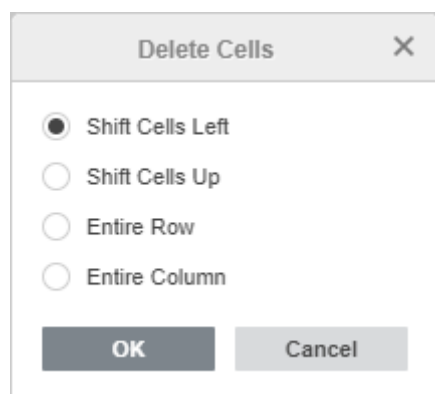 Delete Cells
Shift Cells Left
Shift Cells Up
Entire Row
Entire Column
OK Cancel